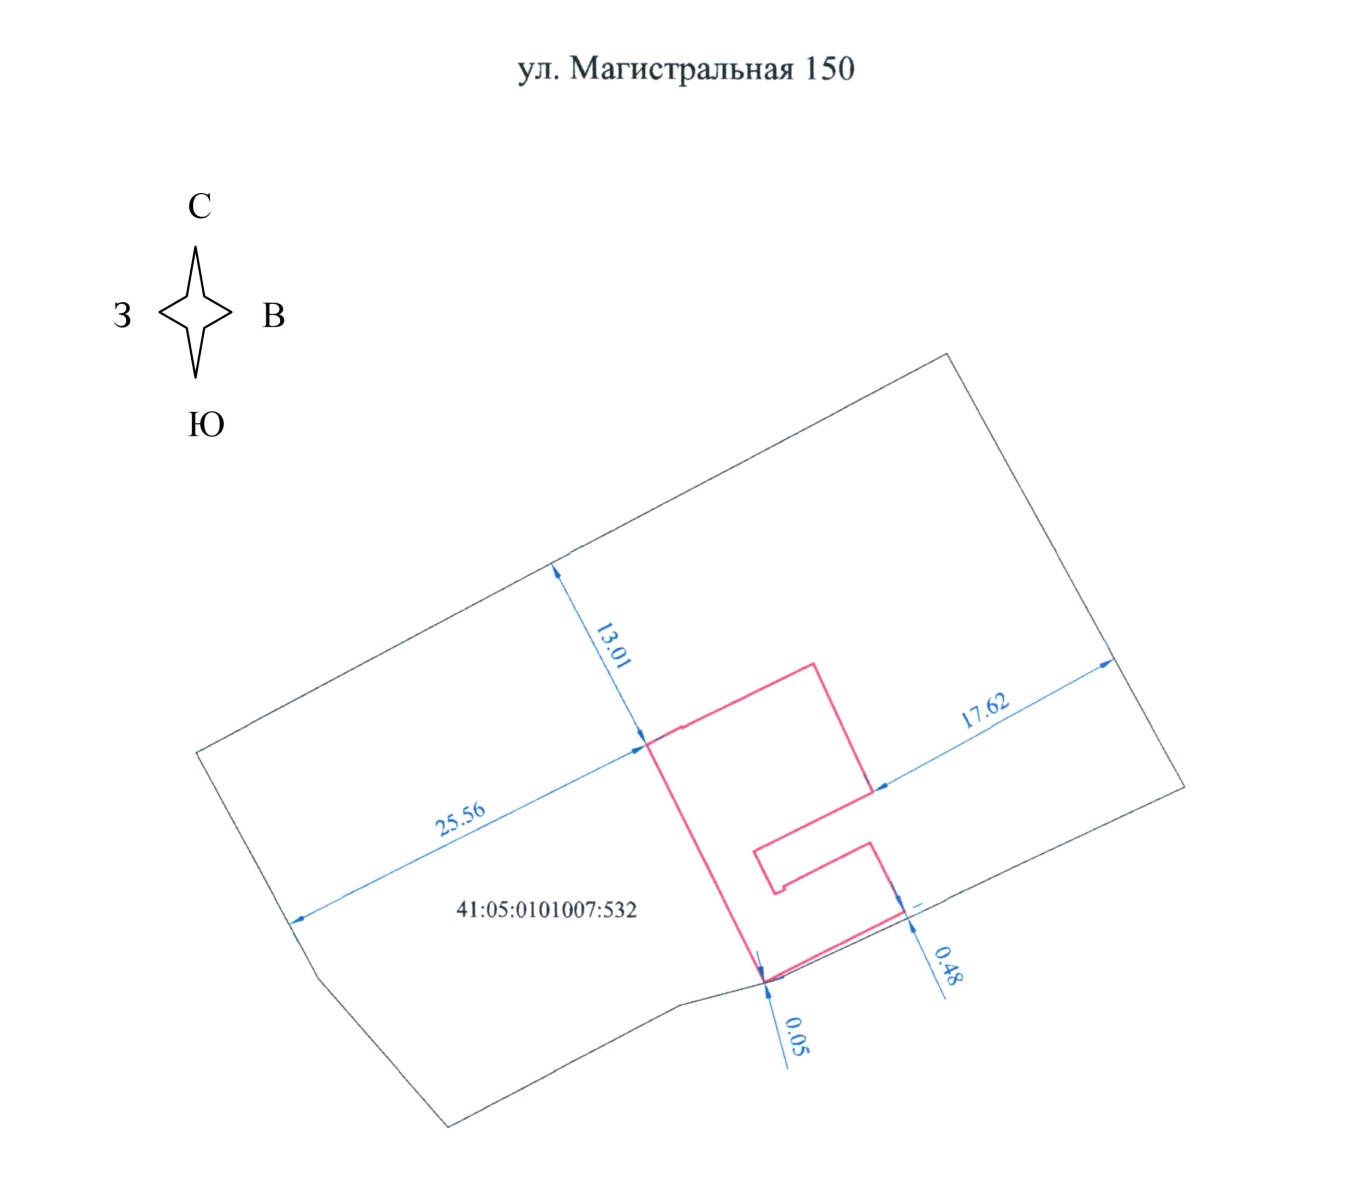 ул. Магистральная 150
С
З
В
Ю
13.01
17.62
25.56
41:05:0101007:532
0.48
0.05